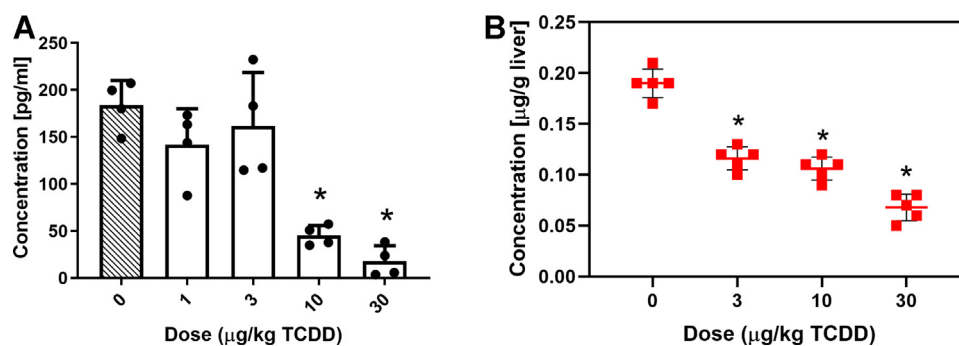 A
Concentration [pg/ml]
250
200
150
100
50
0
* *
0 1 3 10 30
Dose (μg/kg TCDD)
B
Concentration [μg/g liver]
0.25
0.20
0.15
0.10
0.05
0.00
* * *
0 3 10 30
Dose (μg/kg TCDD)